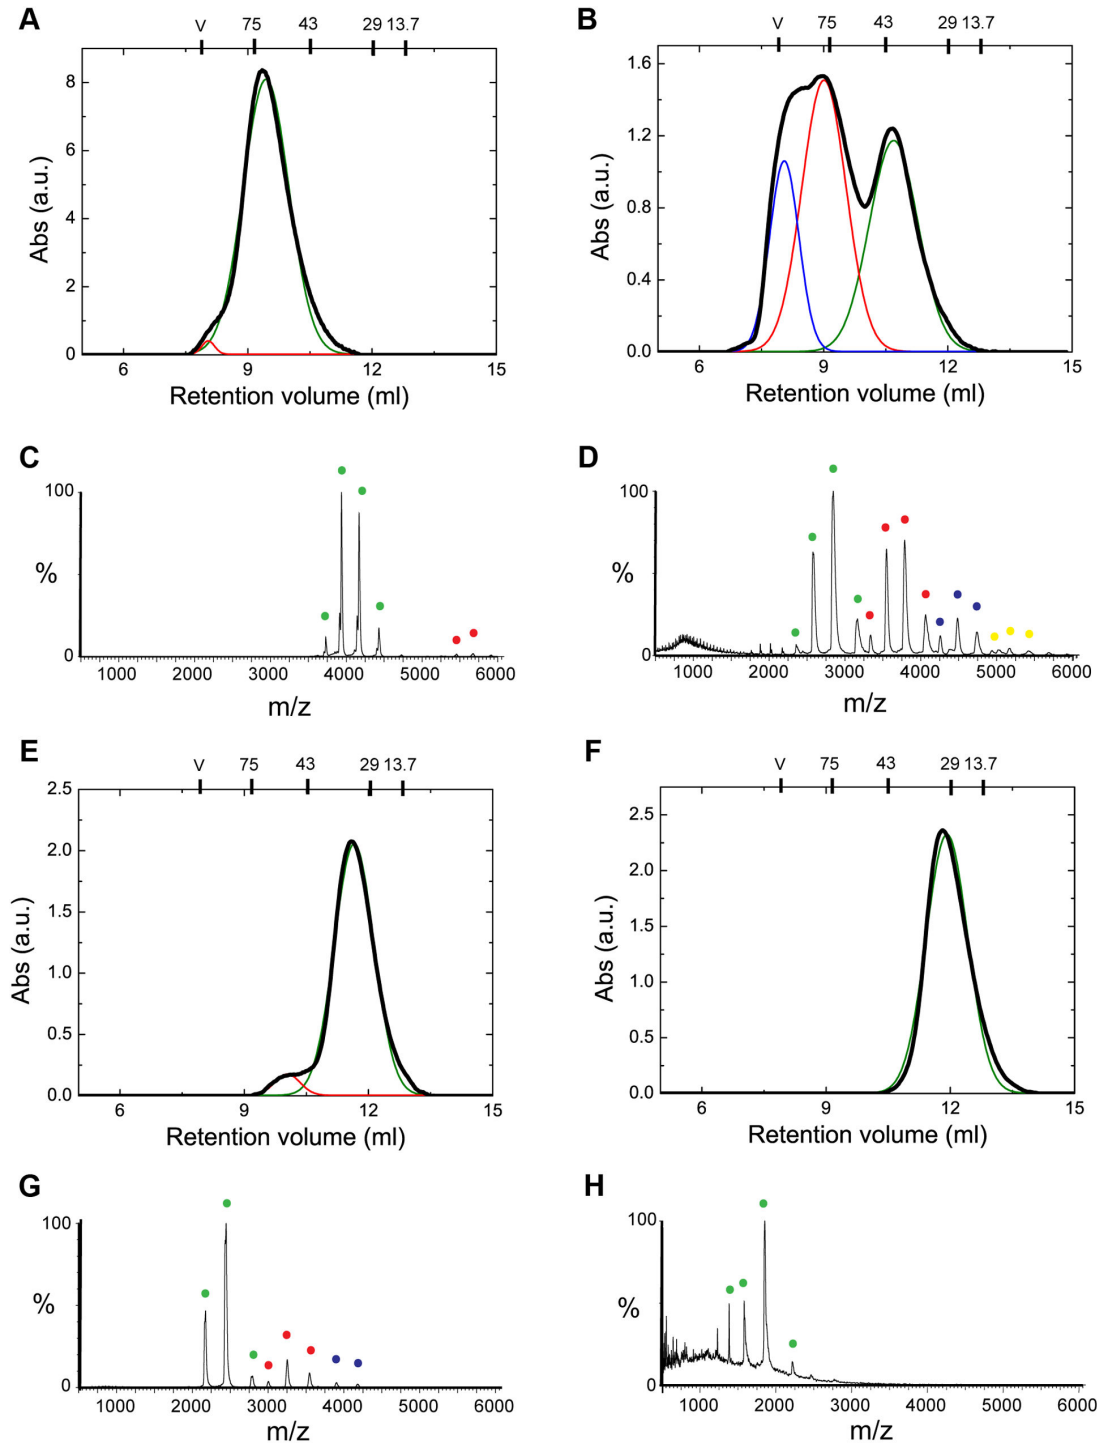 A
V 75 43 29 13.7
8
6
4
2
0
Abs (a.u.)
6 9 12 15
Retention volume (ml)
B
V 75 43 29 13.7
1.6
1.2
0.8
0.4
0.0
Abs (a.u.)
6 9 12 15
Retention volume (ml)
C
100
%
0
1000 2000 3000 4000 5000 6000
m/z
D
100
%
0
1000 2000 3000 4000 5000 6000
m/z
E
V 75 43 29 13.7
2.5
2.0
1.5
1.0
0.5
0.0
Abs (a.u.)
6 9 12 15
Retention volume (ml)
F
V 75 43 29 13.7
2.5
2.0
1.5
1.0
0.5
0.0
Abs (a.u.)
6 9 12 15
Retention volume (ml)
G
100
%
0
1000 2000 3000 4000 5000 6000
m/z
H
100
%
0
1000 2000 3000 4000 5000 6000
m/z